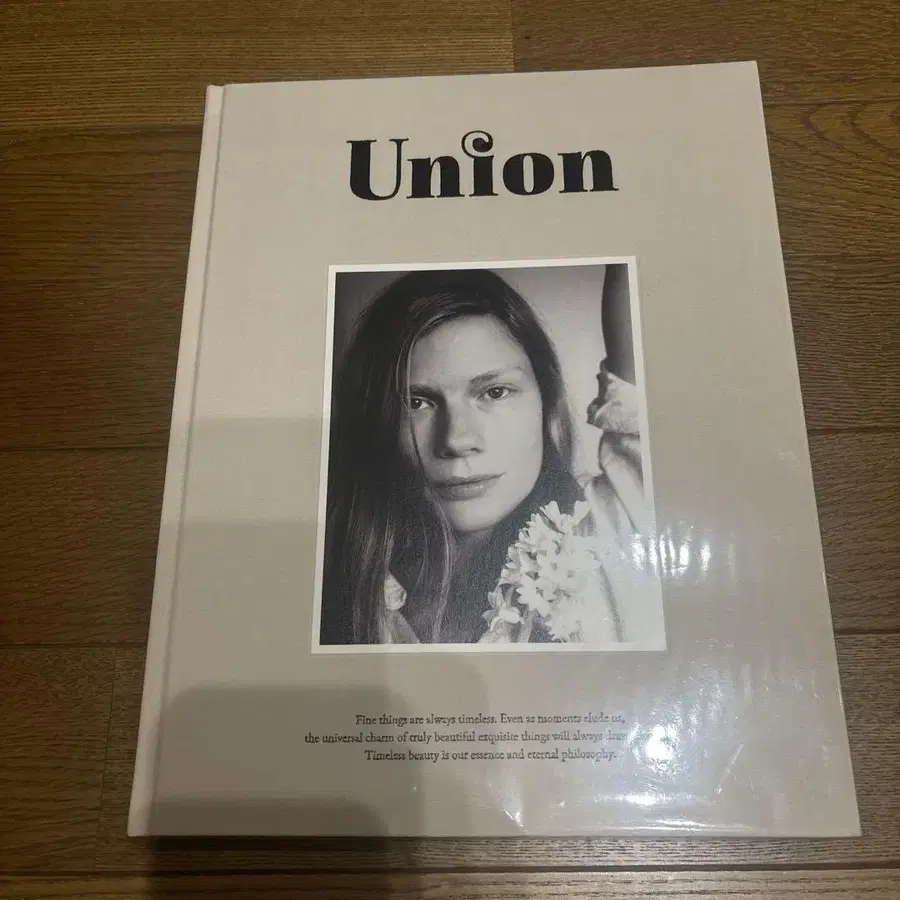 Union
Fine things are always timeless. Even as moments elude us,
the universal charm of truly beautiful exquisite things will always
Timeless beauty is our essence and eternal philosophy.